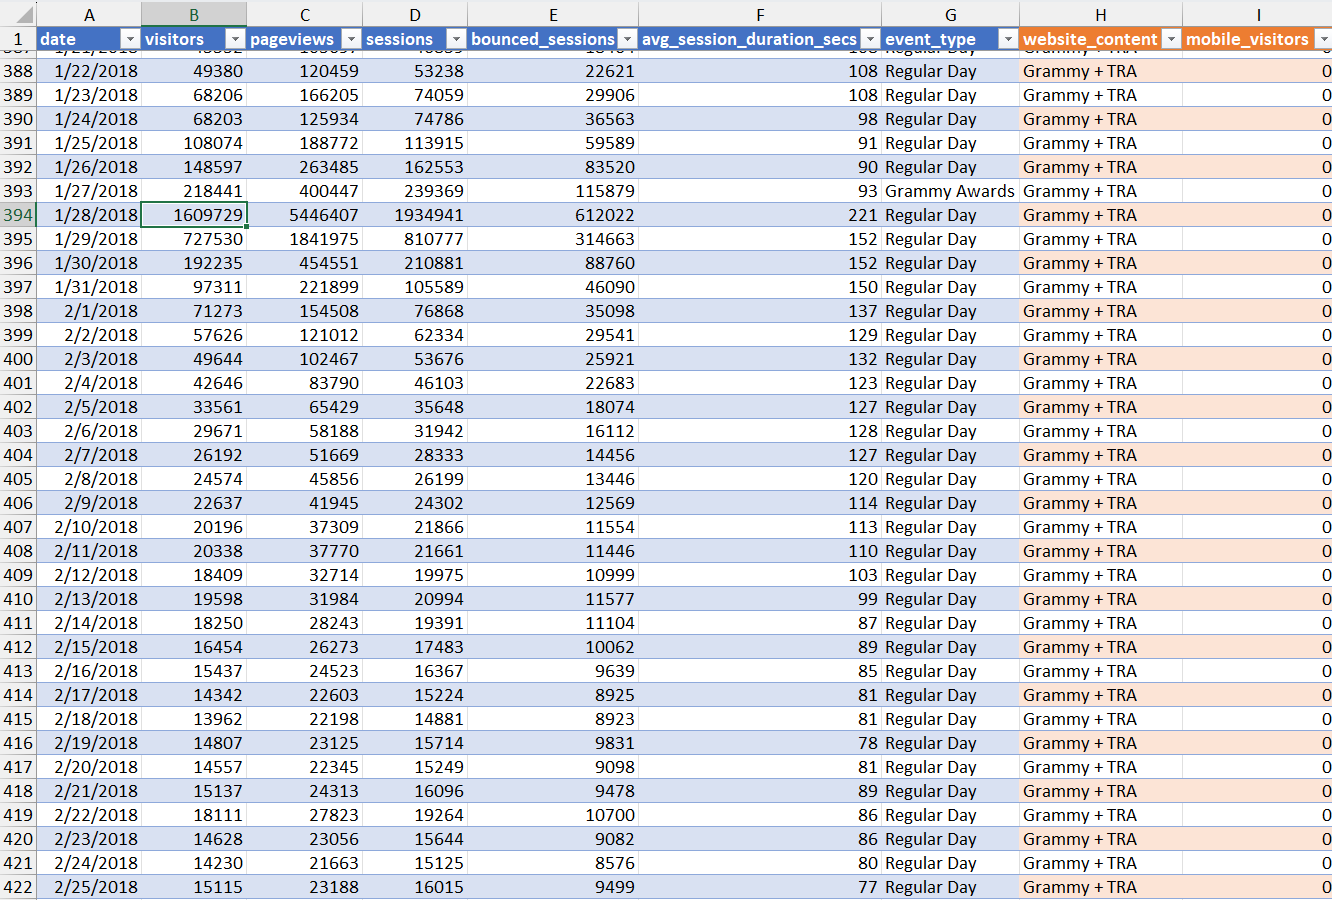 A B C D E F G H I
1 date visitors pageviews sessions bounced_sessions avg_session_duration_secs event_type website_content mobile_visitors
388 1/22/2018 49380 120459 53238 22621 108 Regular Day Grammy + TRA 0
389 1/23/2018 68206 166205 74059 29906 108 Regular Day Grammy + TRA 0
390 1/24/2018 68203 125934 74786 36563 98 Regular Day Grammy + TRA 0
391 1/25/2018 108074 188772 113915 59589 91 Regular Day Grammy + TRA 0
392 1/26/2018 148597 263485 162553 83520 90 Regular Day Grammy + TRA 0
393 1/27/2018 218441 400447 239369 115879 93 Grammy Awards Grammy + TRA 0
394 1/28/2018 1609729 5446407 1934941 612022 221 Regular Day Grammy + TRA 0
395 1/29/2018 727530 1841975 810777 314663 152 Regular Day Grammy + TRA 0
396 1/30/2018 192235 454551 210881 88760 152 Regular Day Grammy + TRA 0
397 1/31/2018 97311 221899 105589 46090 150 Regular Day Grammy + TRA 0
398 2/1/2018 71273 154508 76868 35098 137 Regular Day Grammy + TRA 0
399 2/2/2018 57626 121012 62334 29541 129 Regular Day Grammy + TRA 0
400 2/3/2018 49644 102467 53676 25921 132 Regular Day Grammy + TRA 0
401 2/4/2018 42646 83790 46103 22683 123 Regular Day Grammy + TRA 0
402 2/5/2018 33561 65429 35648 18074 127 Regular Day Grammy + TRA 0
403 2/6/2018 29671 58188 31942 16112 128 Regular Day Grammy + TRA 0
404 2/7/2018 26192 51669 28333 14456 127 Regular Day Grammy + TRA 0
405 2/8/2018 24574 45856 26199 13446 120 Regular Day Grammy + TRA 0
406 2/9/2018 22637 41945 24302 12569 114 Regular Day Grammy + TRA 0
407 2/10/2018 20196 37309 21866 11554 113 Regular Day Grammy + TRA 0
408 2/11/2018 20338 37770 21661 11446 110 Regular Day Grammy + TRA 0
409 2/12/2018 18409 32714 19975 10999 103 Regular Day Grammy + TRA 0
410 2/13/2018 19598 31984 20994 11577 99 Regular Day Grammy + TRA 0
411 2/14/2018 18250 28243 19391 11104 87 Regular Day Grammy + TRA 0
412 2/15/2018 16454 26273 17483 10062 89 Regular Day Grammy + TRA 0
413 2/16/2018 15437 24523 16367 9639 85 Regular Day Grammy + TRA 0
414 2/17/2018 14342 22603 15224 8925 81 Regular Day Grammy + TRA 0
415 2/18/2018 13962 22198 14881 8923 81 Regular Day Grammy + TRA 0
416 2/19/2018 14807 23125 15714 9831 78 Regular Day Grammy + TRA 0
417 2/20/2018 14557 22345 15249 9098 81 Regular Day Grammy + TRA 0
418 2/21/2018 15137 24313 16096 9478 89 Regular Day Grammy + TRA 0
419 2/22/2018 18111 27823 19264 10700 86 Regular Day Grammy + TRA 0
420 2/23/2018 14628 23056 15644 9082 86 Regular Day Grammy + TRA 0
421 2/24/2018 14230 21663 15125 8576 80 Regular Day Grammy + TRA 0
422 2/25/2018 15115 23188 16015 9499 77 Regular Day Grammy + TRA 0